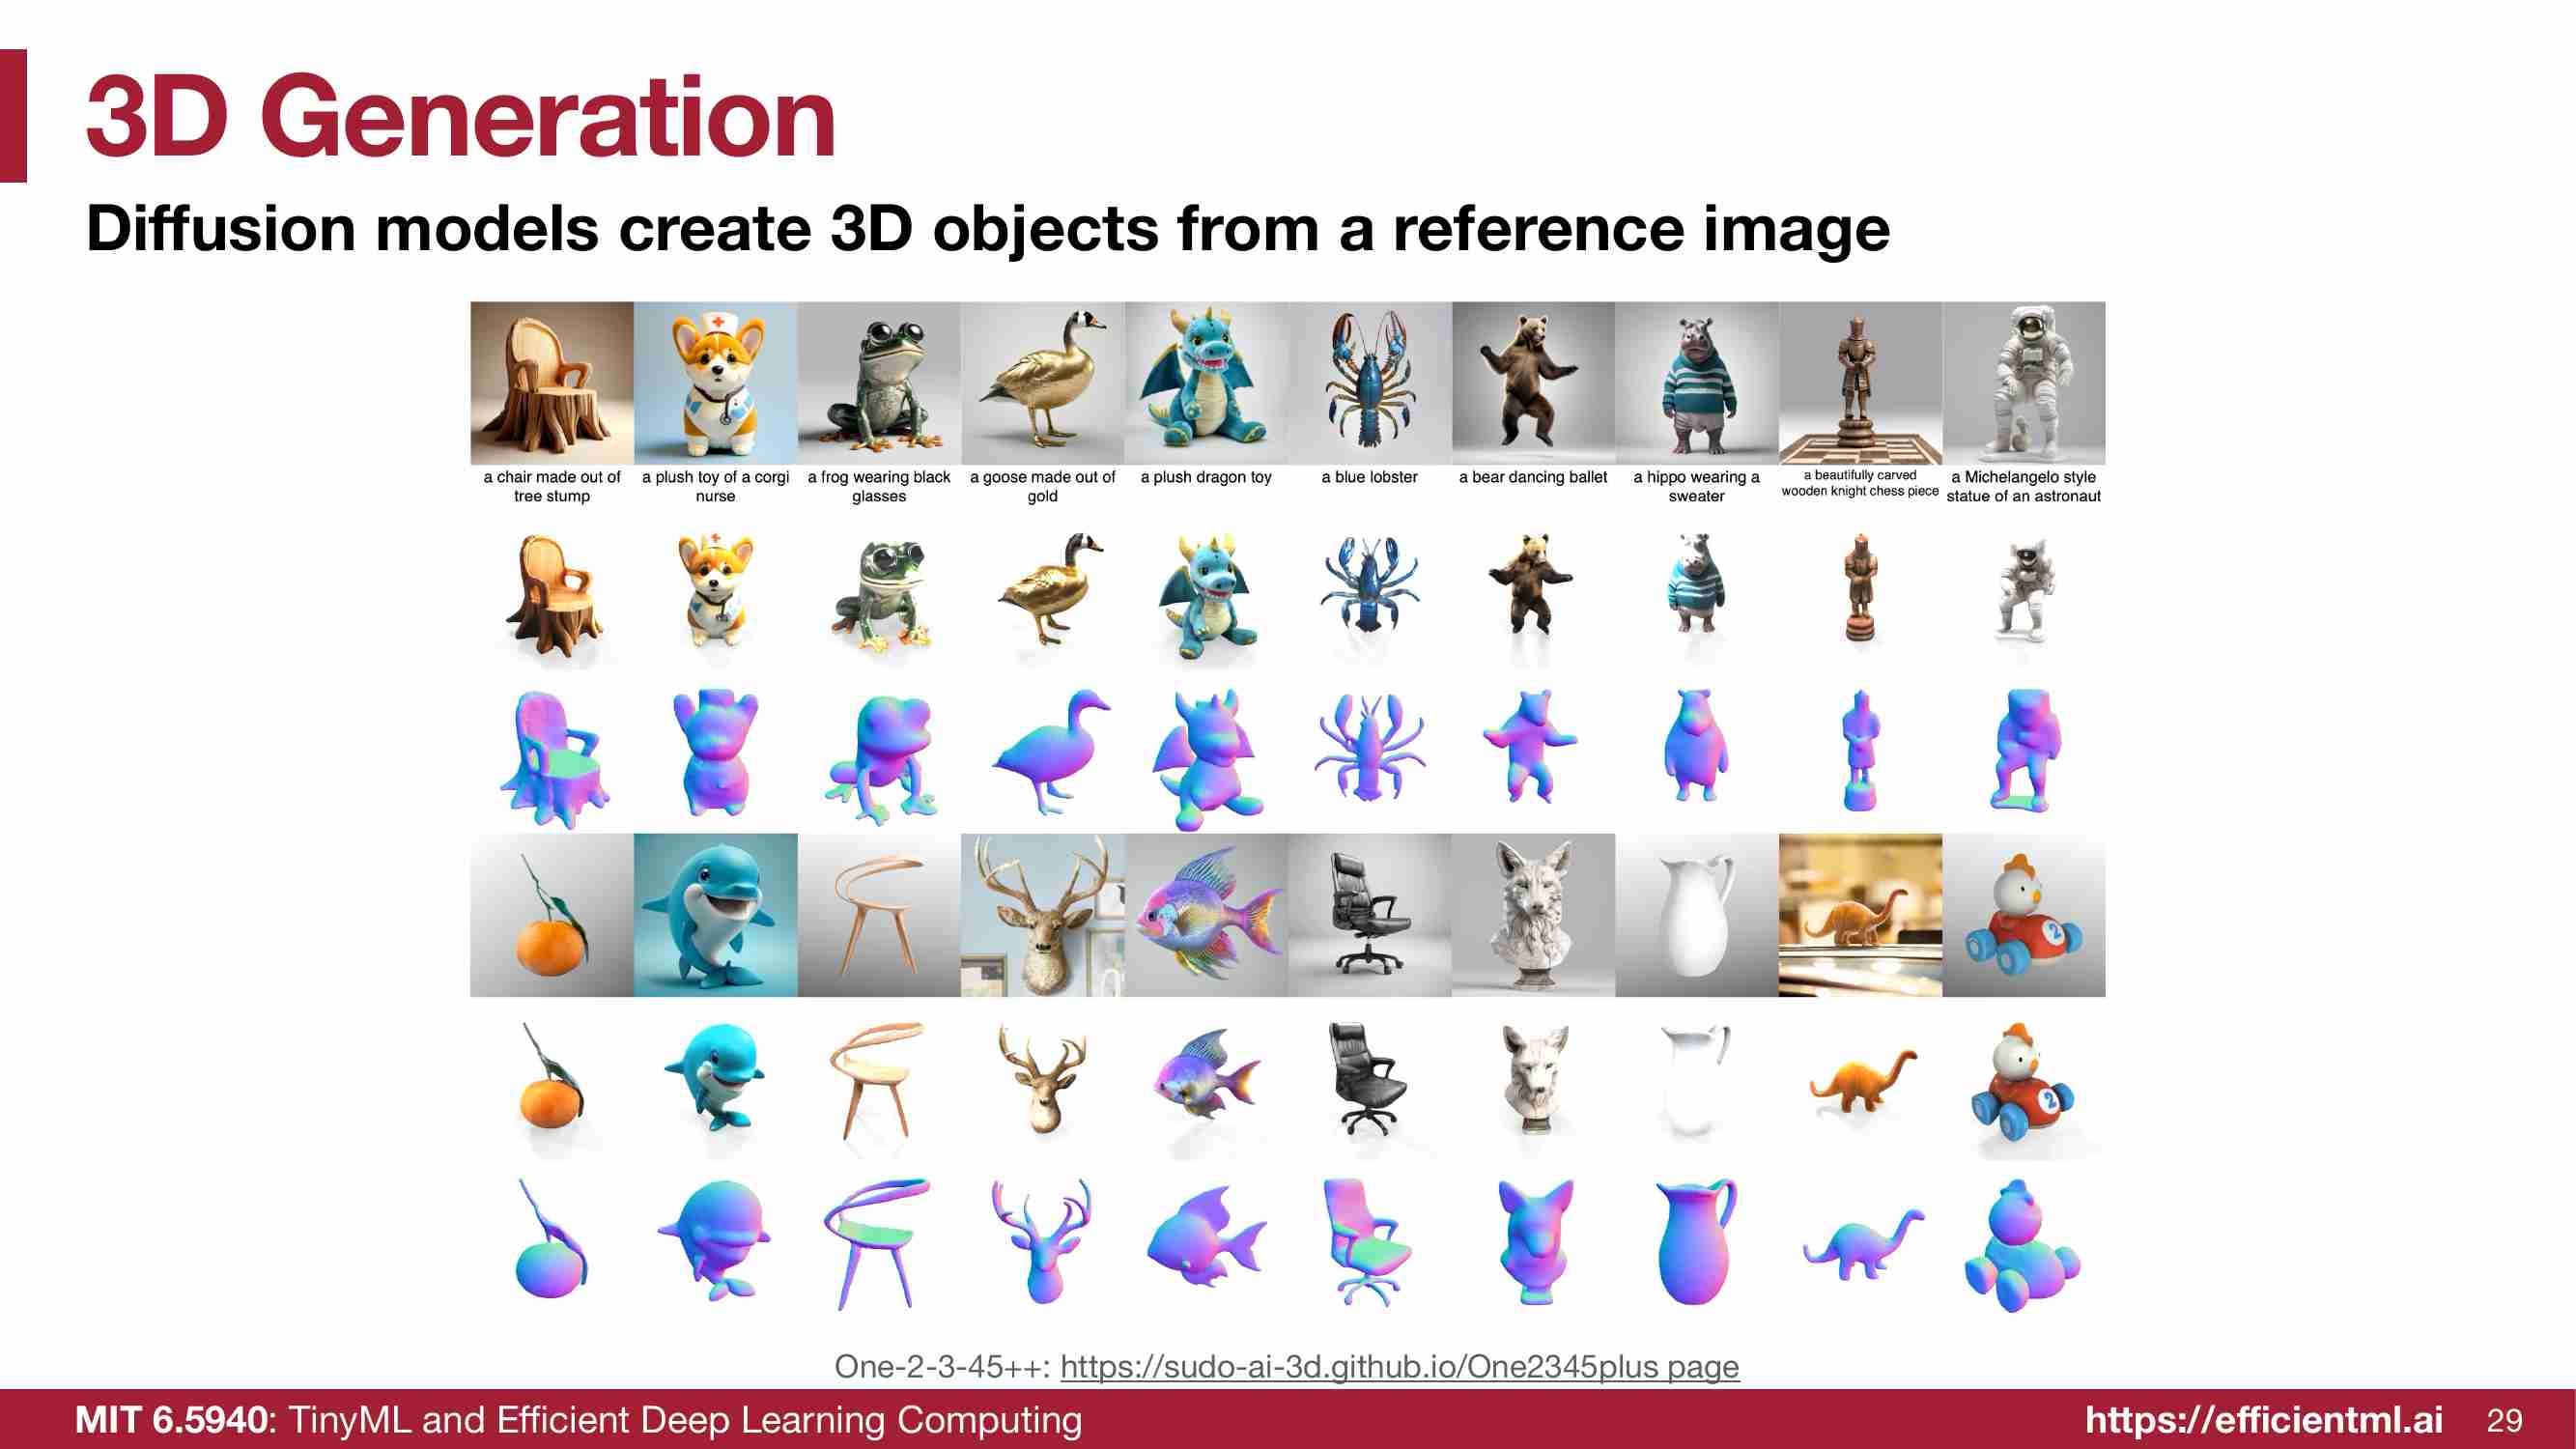 3D Generation
Diffusion models create 3D objects from a reference image
a chair made out of
tree stump
a plush toy of a corgi
nurse
a frog wearing black
glasses
a goose made out of
gold
a plush dragon toy
a blue lobster
a bear dancing ballet
a hippo wearing a
sweater
a beautifully carved
wooden knight chess piece
a Michelangelo style
statue of an astronaut
2
2
One-2-3-45++: https://sudo-ai-3d.github.io/One2345plus page
MIT 6.5940: TinyML and Efficient Deep Learning Computing
https://efficientml.ai
29